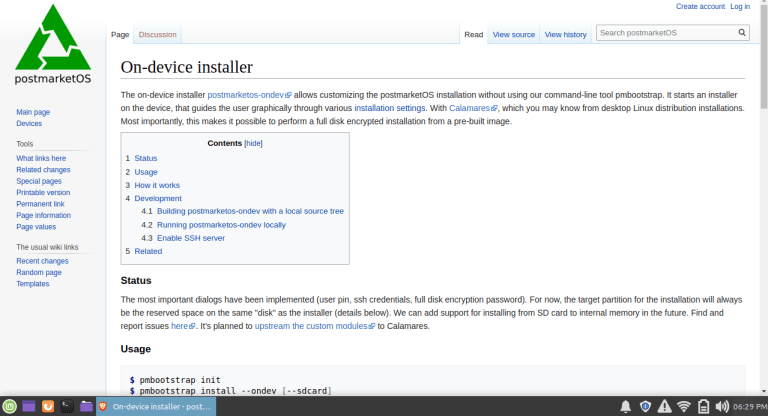 Create account Log in
Page Discussion Read View source View history Search postmarketOS
postmarketOS
Main page
Devices
Tools
What links here
Related changes
Special pages
Printable version
Permanent link
Page information
Page values
The usual wiki links
Recent changes
Random page
Templates
On-device installer
The on-device installer postmarketos-ondev allows customizing the postmarketOS installation without using our command-line tool pmbootstrap. It starts an installer
on the device, that guides the user graphically through various installation settings. With Calamares, which you may know from desktop Linux distribution installations.
Most importantly, this makes it possible to perform a full disk encrypted installation from a pre-built image.
Contents [hide]
1 Status
2 Usage
3 How it works
4 Development
4.1 Building postmarketos-ondev with a local source tree
4.2 Running postmarketos-ondev locally
4.3 Enable SSH server
5 Related
Status
The most important dialogs have been implemented (user pin, ssh credentials, full disk encryption password). For now, the target partition for the installation will always
be the reserved space on the same "disk" as the installer (details below). We can add support for installing from SD card to internal memory in the future. Find and
report issues here. It's planned to upstream the custom modules to Calamares.
Usage
$ pmbootstrap init
$ pmbootstrap install --ondev [--sdcard]
On-device installer - post...
06:29 PM